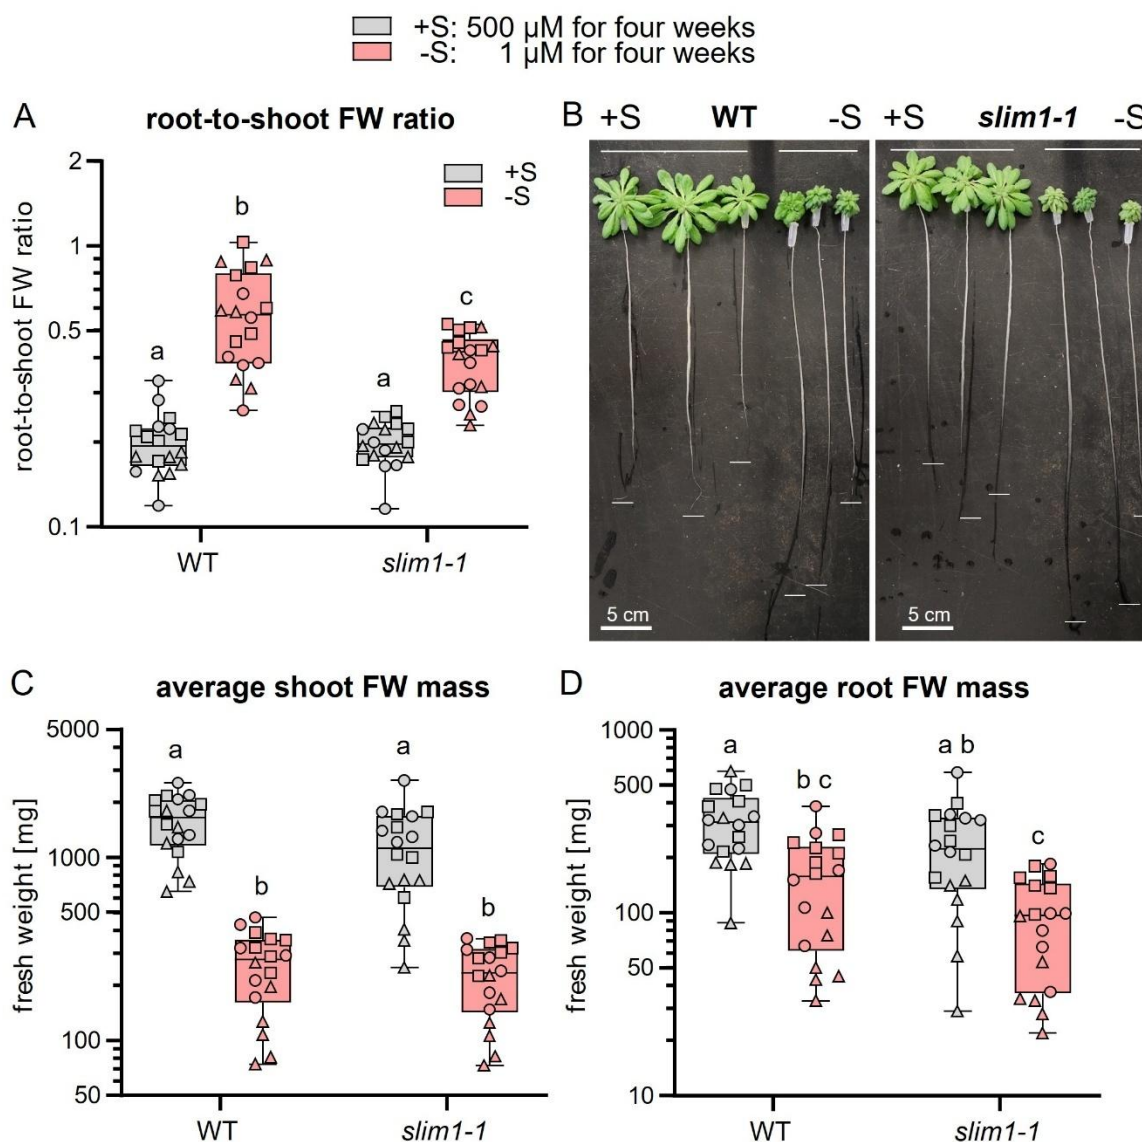 +S: 500 µM for four weeks
-S: 1 µM for four weeks
A
root-to-shoot FW ratio
+S
-S
root-to-shoot FW ratio
2
1
0.5
0.1
a
b
a
c
WT
slim1-1
B
+S WT -S
+S slim1-1 -S
5 cm
5 cm
C
average shoot FW mass
fresh weight [mg]
5000
1000
500
100
50
a
b
a
b
WT
slim1-1
D
average root FW mass
fresh weight [mg]
1000
500
100
50
10
a
b c
a b
c
WT
slim1-1